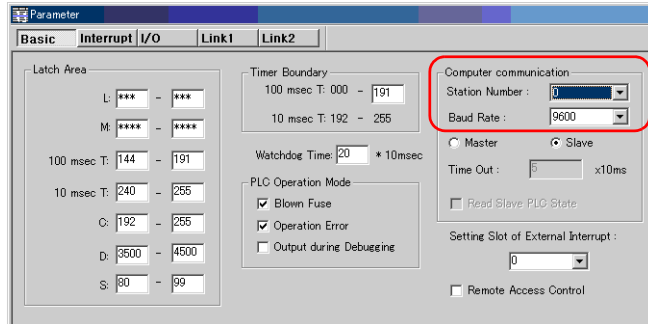 Parameter
Basic Interrupt I/O Link1 Link2
Latch Area
L: *** - ***
M: **** - ****
100 msec T: 144 - 191
10 msec T: 240 - 255
C: 192 - 255
D: 3500 - 4500
S: 80 - 99
Timer Boundary
100 msec T: 000 - 191
10 msec T: 192 - 255
Watchdog Time: 20 * 10msec
PLC Operation Mode
Blown Fuse
Operation Error
Output during Debugging
Computer communication
Station Number : 0
Baud Rate : 9600
Master Slave
Time Out : 5 x10ms
Read Slave PLC State
Setting Slot of External Interrupt :
0
Remote Access Control